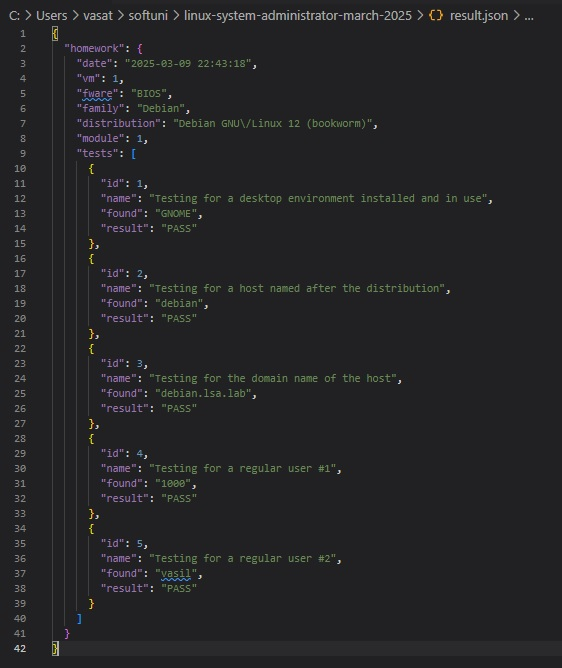 C: > Users > vasat > softuni > linux-system-administrator-march-2025 > {} result.json > ...
1 {
2 "homework": {
3 "date": "2025-03-09 22:43:18",
4 "vm": 1,
5 "fware": "BIOS",
6 "family": "Debian",
7 "distribution": "Debian GNU\/Linux 12 (bookworm)",
8 "module": 1,
9 "tests": [
10 {
11 "id": 1,
12 "name": "Testing for a desktop environment installed and in use",
13 "found": "GNOME",
14 "result": "PASS"
15 },
16 {
17 "id": 2,
18 "name": "Testing for a host named after the distribution",
19 "found": "debian",
20 "result": "PASS"
21 },
22 {
23 "id": 3,
24 "name": "Testing for the domain name of the host",
25 "found": "debian.lsa.lab",
26 "result": "PASS"
27 },
28 {
29 "id": 4,
30 "name": "Testing for a regular user #1",
31 "found": "1000",
32 "result": "PASS"
33 },
34 {
35 "id": 5,
36 "name": "Testing for a regular user #2",
37 "found": "vasil",
38 "result": "PASS"
39 }
40 ]
41 }
42 }